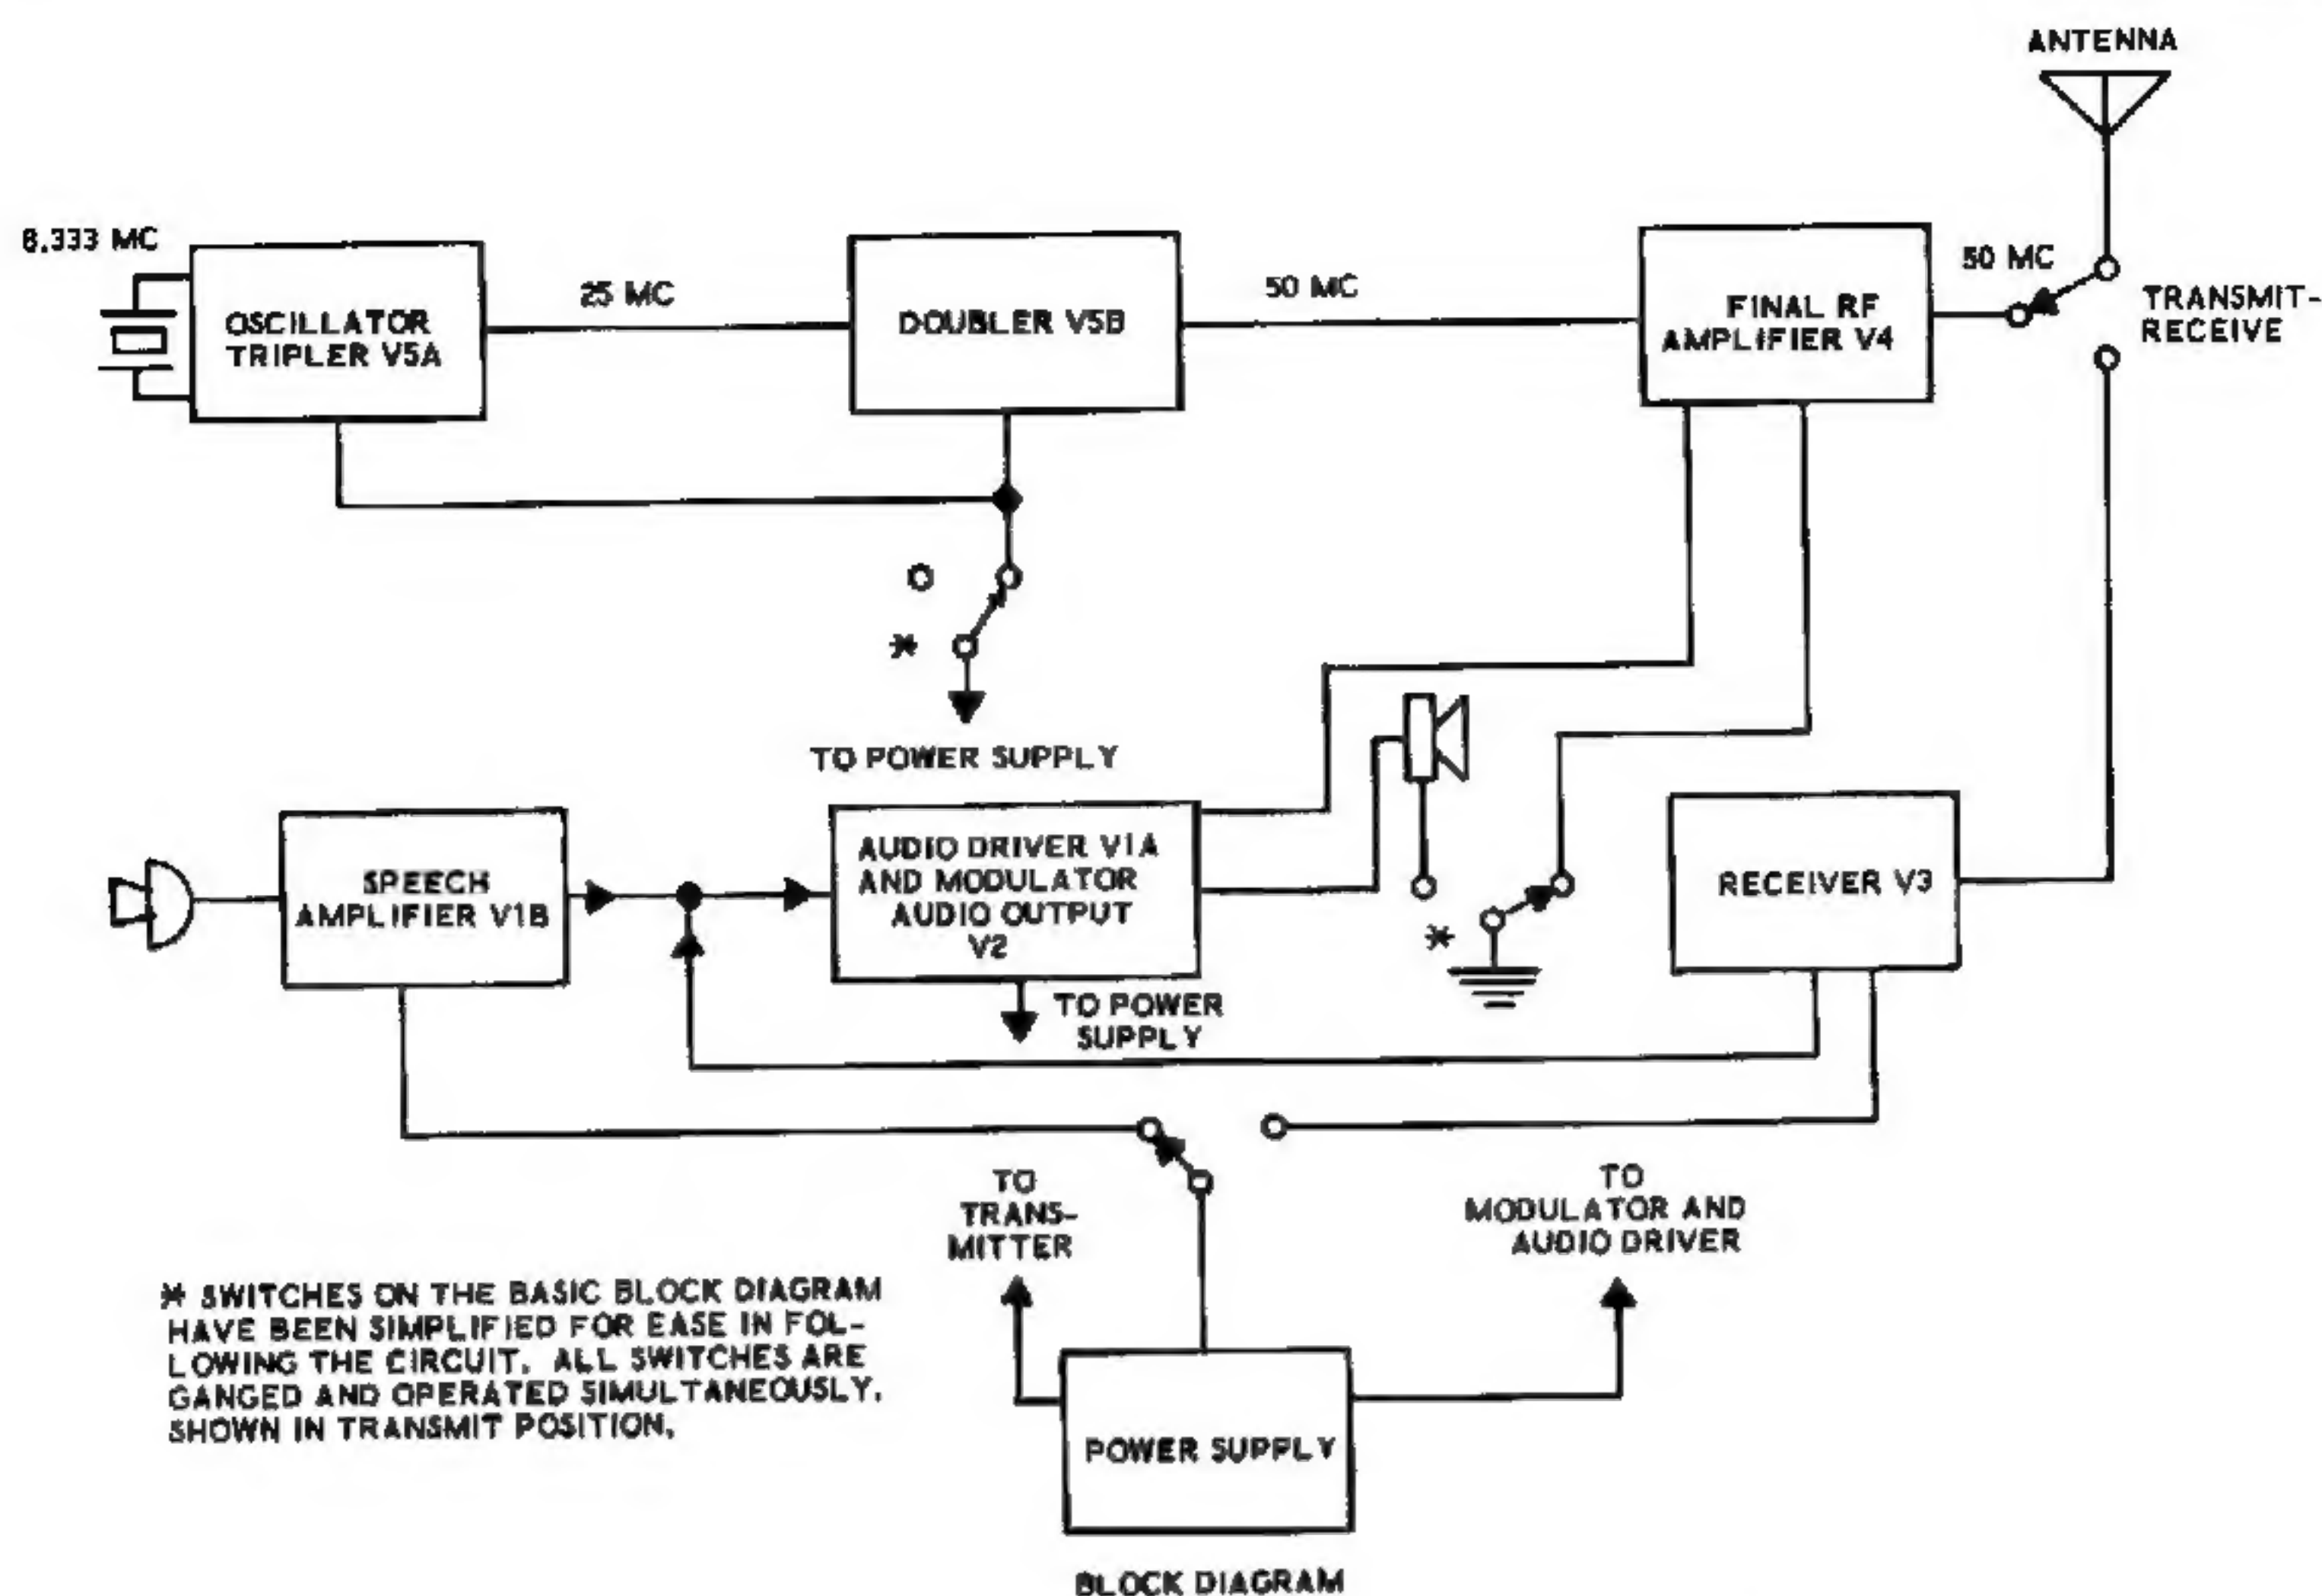 ANTENNA
8.333 MC
OSCILLATOR
TRIPLER V5A
25 MC
DOUBLER V5B
50 MC
FINAL RF
AMPLIFIER V4
50 MC
TRANSMIT-
RECEIVE
*
TO POWER SUPPLY
SPEECH
AMPLIFIER V1B
AUDIO DRIVER V1A
AND MODULATOR
AUDIO OUTPUT
V2
TO POWER
SUPPLY
*
RECEIVER V3
TO
TRANS-
MITTER
TO
MODULATOR AND
AUDIO DRIVER
* SWITCHES ON THE BASIC BLOCK DIAGRAM
HAVE BEEN SIMPLIFIED FOR EASE IN FOL-
LOWING THE CIRCUIT. ALL SWITCHES ARE
GANGED AND OPERATED SIMULTANEOUSLY.
SHOWN IN TRANSMIT POSITION.
POWER SUPPLY
BLOCK DIAGRAM